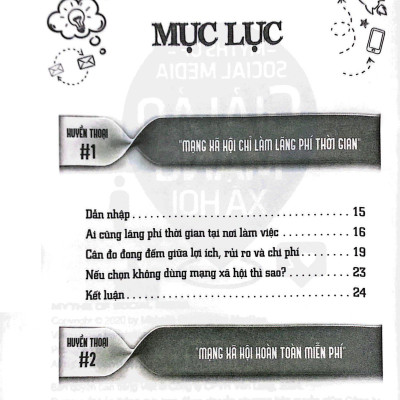 MỤC LỤC
HUYỀN THOẠI
#1
"MẠNG XÃ HỘI CHỈ LÀM LÃNG PHÍ THỜI GIAN"
Dẫn nhập............................ 15
Ai cũng lãng phí thời gian tại nơi làm việc......... 16
Cân đo đong đếm giữa lợi ích, rủi ro và chi phí....... 19
Nếu chọn không dùng mạng xã hội thì sao?....... 23
Kết luận............................ 24
HUYỀN THOẠI
#2
"MẠNG XÃ HỘI HOÀN TOÀN MIỄN PHÍ"